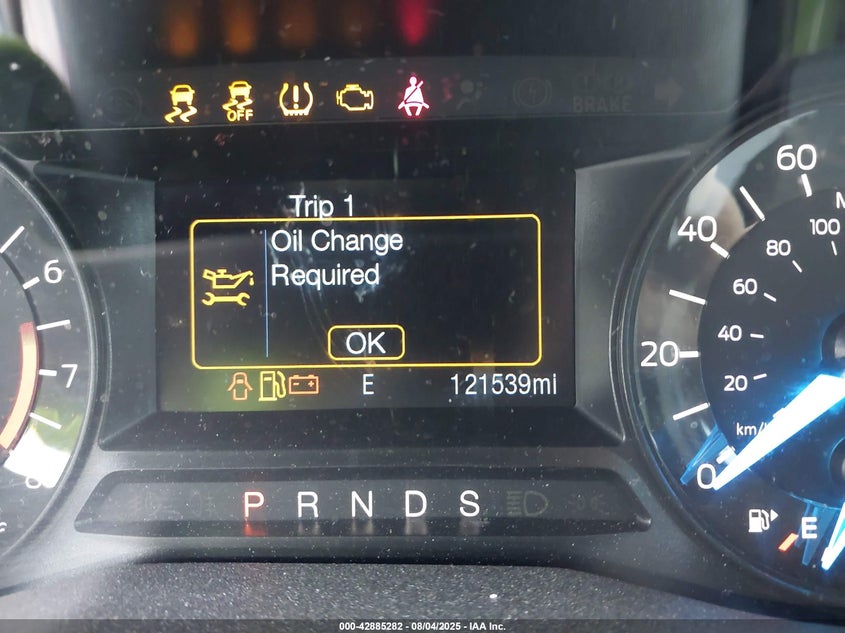 OFF
BRAKE
Trip 1
Oil Change
Required
OK
E 121539mi
60
40
20
0
100
80
60
40
20
km/
6
7
8
P R N D S
E
000-42885282 - 08/04/2025 - IAA Inc.